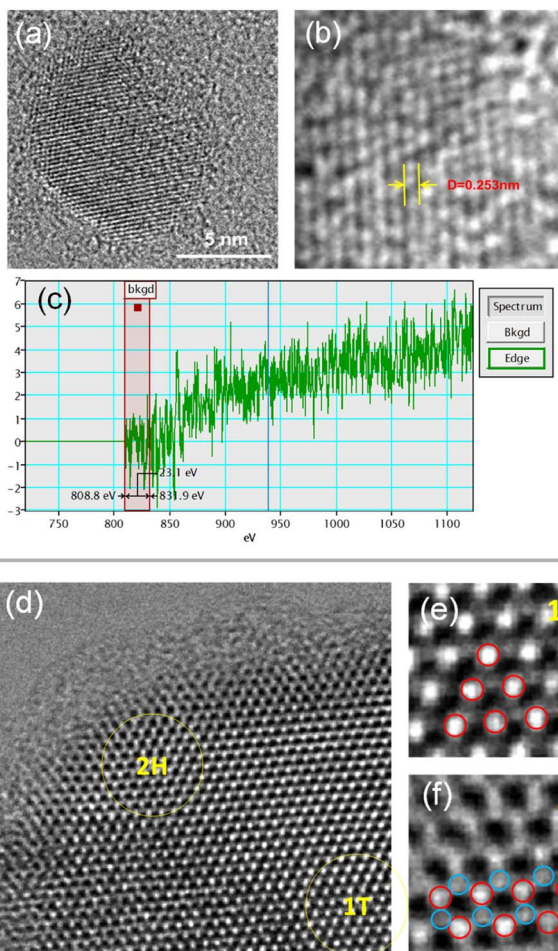 (a)
5 nm
(b)
D=0.253nm
(c)
bkgd
7
6
5
4
3
2
1
0
-1
-2
-3
23.1 eV
808.8 eV
831.9 eV
750
800
850
900
950
1000
1050
1100
eV
Spectrum
Bkgd
Edge
(d)
2H
1T
(e)
1
(f)